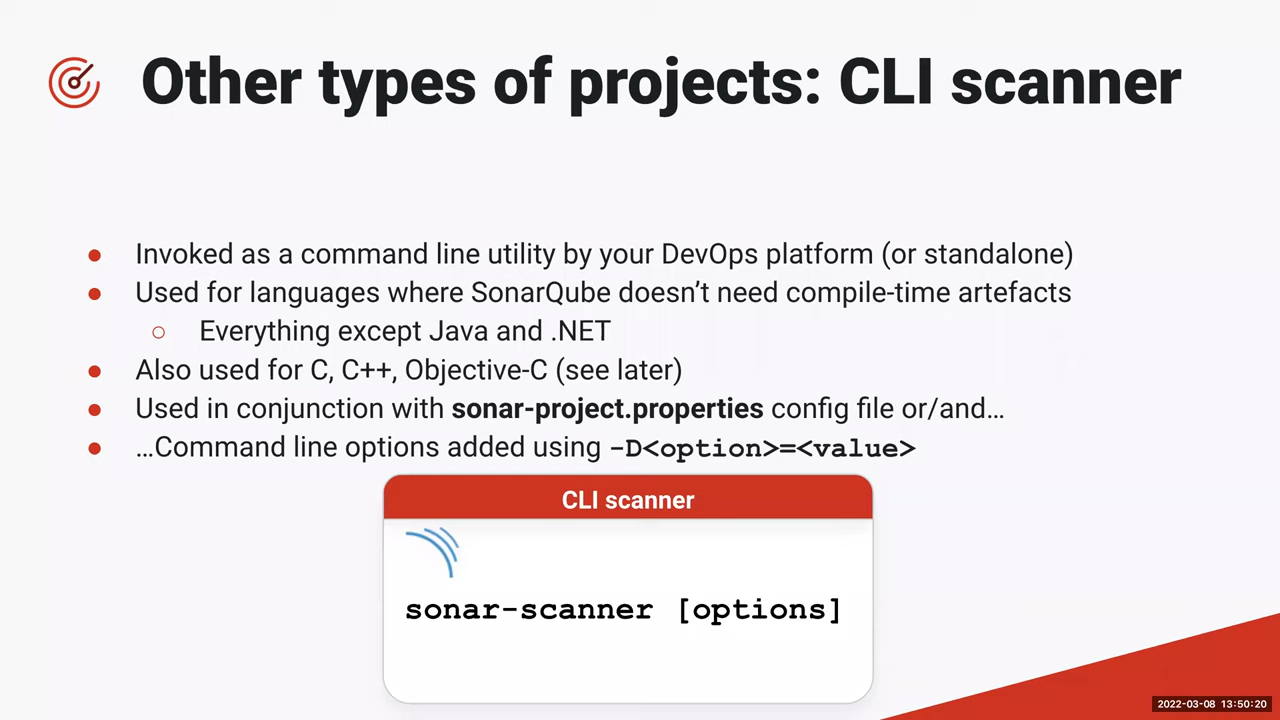 Other types of projects: CLI scanner
● Invoked as a command line utility by your DevOps platform (or standalone)
● Used for languages where SonarQube doesn’t need compile-time artefacts
○ Everything except Java and .NET
● Also used for C, C++, Objective-C (see later)
● Used in conjunction with sonar-project.properties config file or/and…
● …Command line options added using -D<option>=<value>
CLI scanner
sonar-scanner [options]
2022-03-08 13:50:20